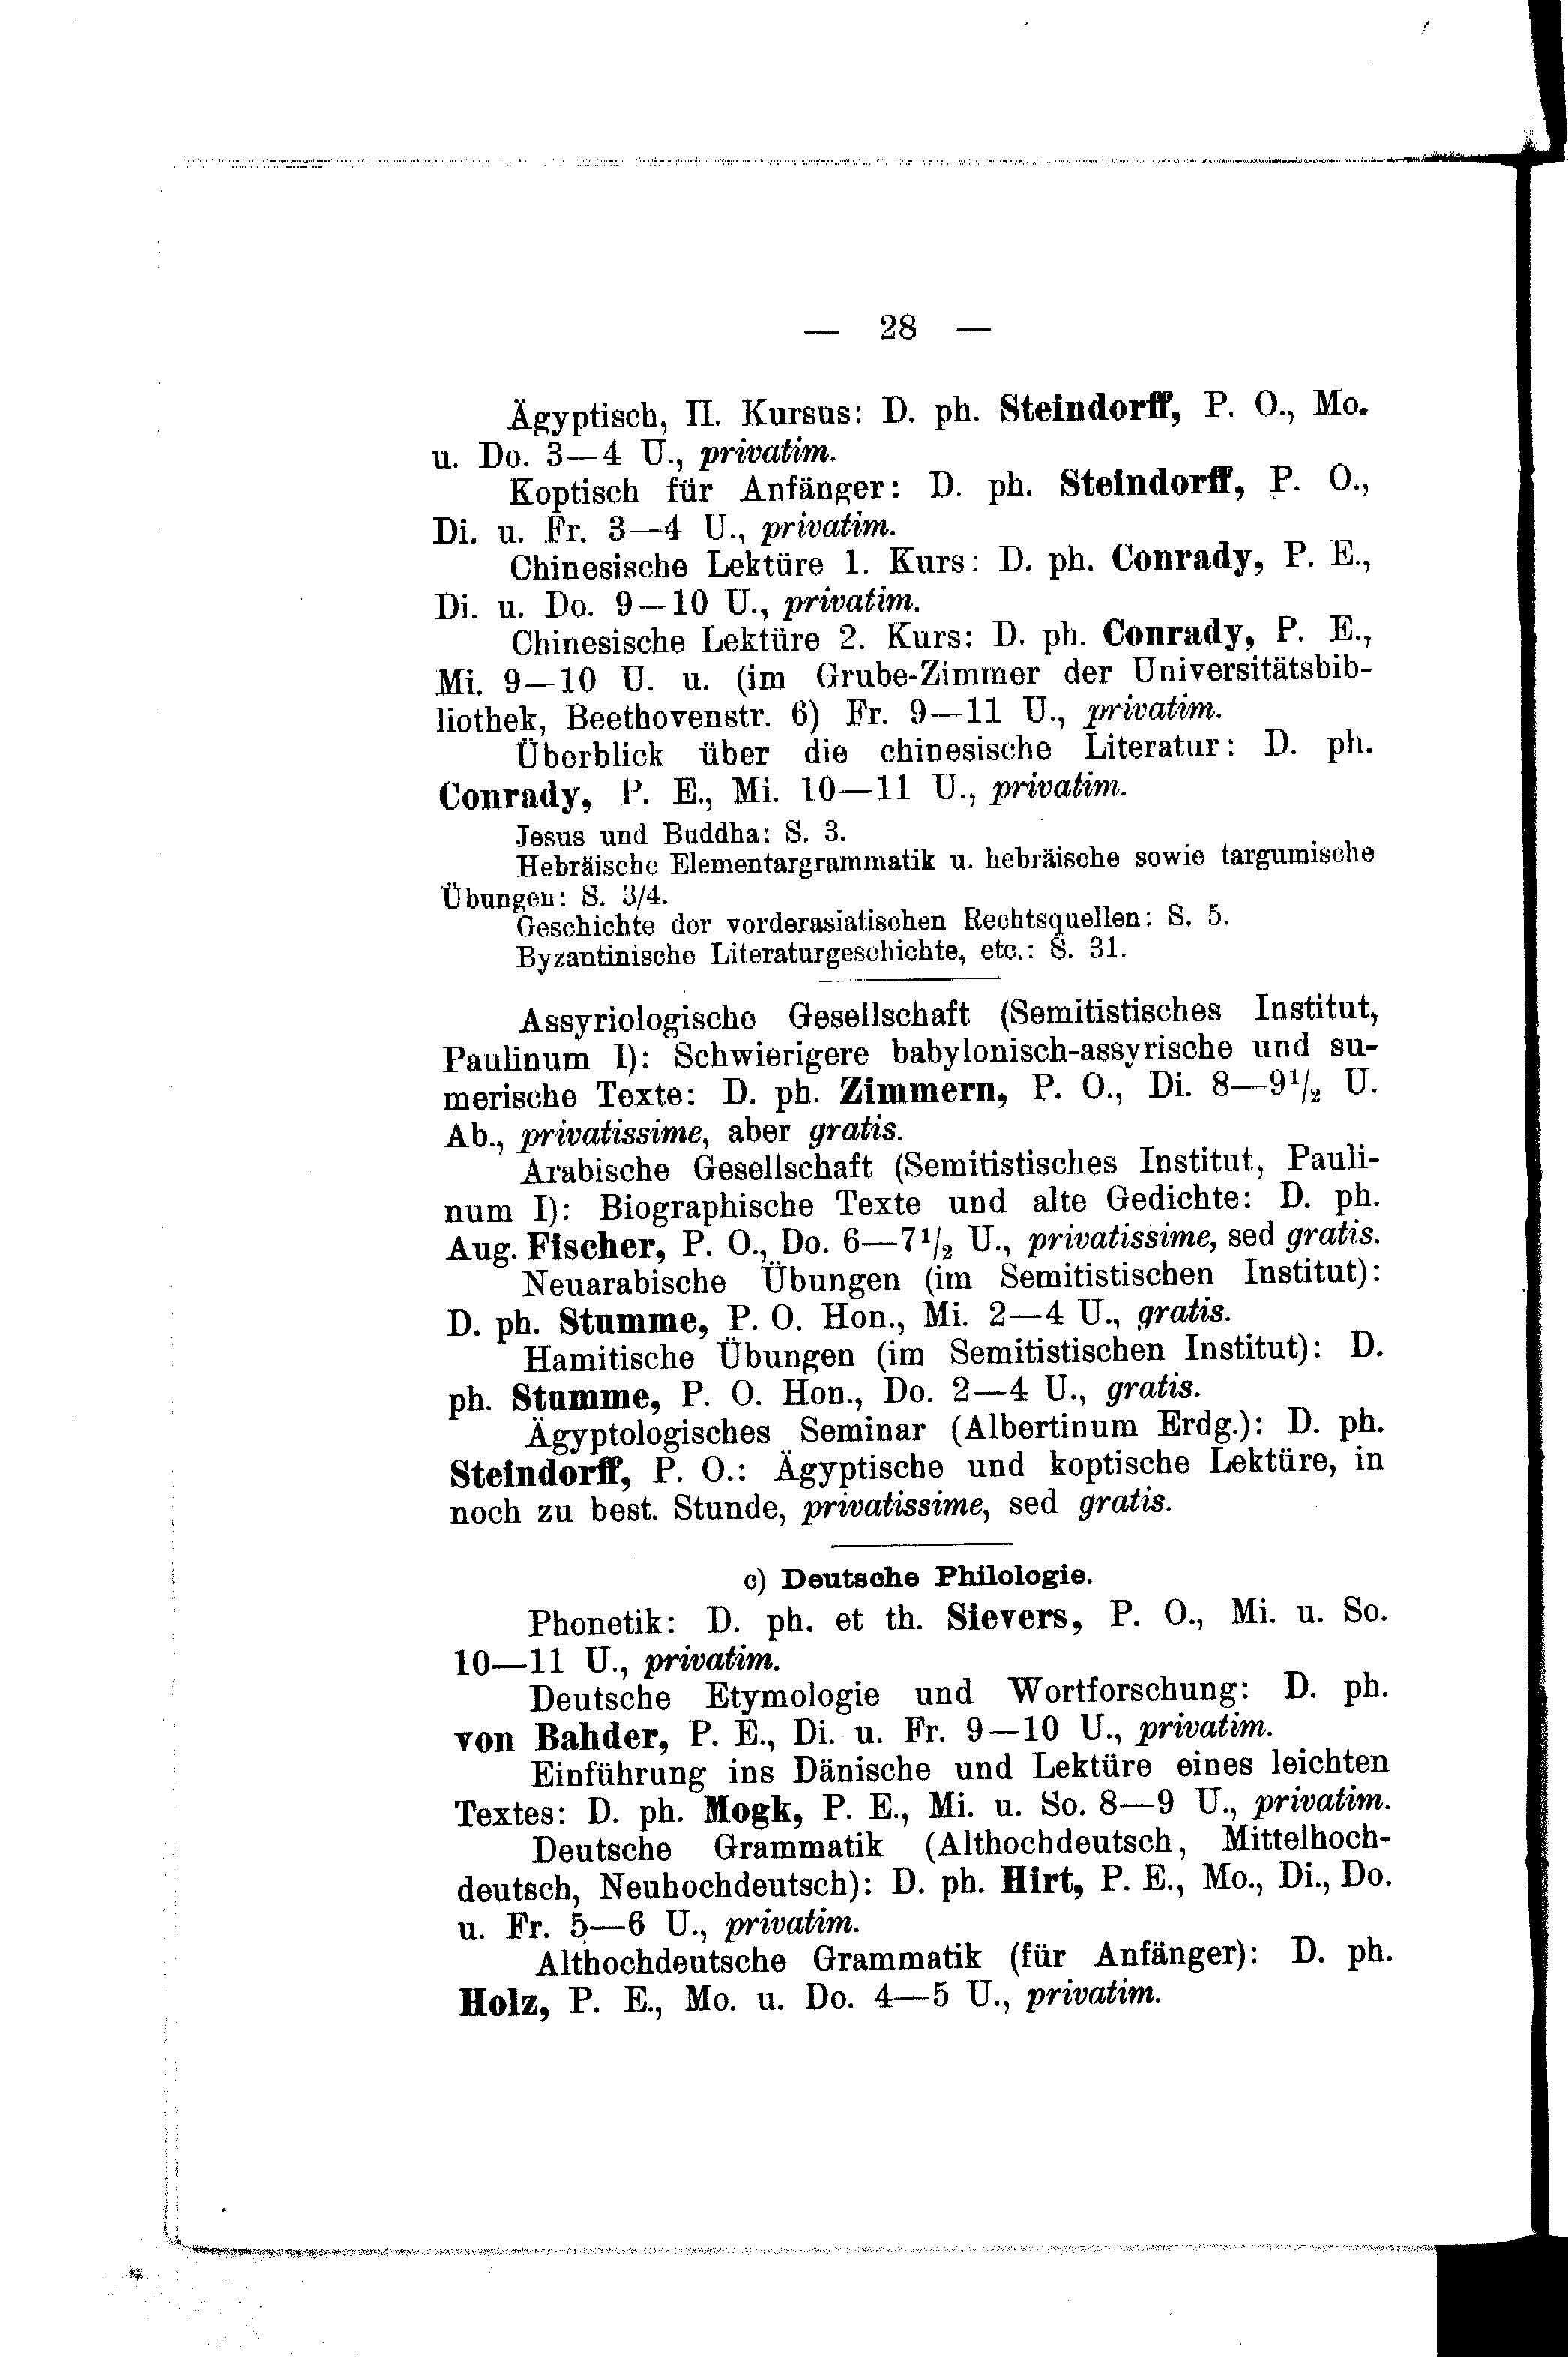 — 28 —
Ägyptisch, II. Kursus: D. ph. Steindorff, P. O., Mo.
u. Do. 3—4 U., privatim.
Koptisch für Anfänger: D. ph. Steindorff, P. O.,
Di. u. Fr. 3—4 U., privatim.
Chinesische Lektüre 1. Kurs: D. ph. Conrady, P. E.,
Di. u. Do. 9—10 U., privatim.
Chinesische Lektüre 2. Kurs: D. ph. Conrady, P. E.,
Mi. 9—10 U. u. (im Grube-Zimmer der Universitätsbib-
liothek, Beethovenstr. 6) Fr. 9—11 U., privatim.
Überblick über die chinesische Literatur: D. ph.
Conrady, P. E., Mi. 10—11 U., privatim.
Jesus und Buddha: S. 3.
Hebräische Elementargrammatik u. hebräische sowie targumische
Übungen: S. 3/4.
Geschichte der vorderasiatischen Rechtsquellen: S. 5.
Byzantinische Literaturgeschichte, etc.: S. 31.
Assyriologische Gesellschaft (Semitistisches Institut,
Paulinum I): Schwierigere babylonisch-assyrische und su-
merische Texte: D. ph. Zimmern, P. O., Di. 8—9 1/2 U.
Ab., privatissime, aber gratis.
Arabische Gesellschaft (Semitistisches Institut, Pauli-
num I): Biographische Texte und alte Gedichte: D. ph.
Aug. Fischer, P. O., Do. 6—7 1/2 U., privatissime, sed gratis.
Neuarabische Übungen (im Semitistischen Institut):
D. ph. Stumme, P. O. Hon., Mi. 2—4 U., gratis.
Hamitische Übungen (im Semitistischen Institut): D.
ph. Stumme, P. O. Hon., Do. 2—4 U., gratis.
Ägyptologisches Seminar (Albertinum Erdg.): D. ph.
Steindorff, P. O.: Ägyptische und koptische Lektüre, in
noch zu best. Stunde, privatissime, sed gratis.
c) Deutsche Philologie.
Phonetik: D. ph. et th. Sievers, P. O., Mi. u. So.
10—11 U., privatim.
Deutsche Etymologie und Wortforschung: D. ph.
von Bahder, P. E., Di. u. Fr. 9—10 U., privatim.
Einführung ins Dänische und Lektüre eines leichten
Textes: D. ph. Mogk, P. E., Mi. u. So. 8—9 U., privatim.
Deutsche Grammatik (Althochdeutsch, Mittelhoch-
deutsch, Neuhochdeutsch): D. ph. Hirt, P. E., Mo., Di., Do.
u. Fr. 5—6 U., privatim.
Althochdeutsche Grammatik (für Anfänger): D. ph.
Holz, P. E., Mo. u. Do. 4—5 U., privatim.